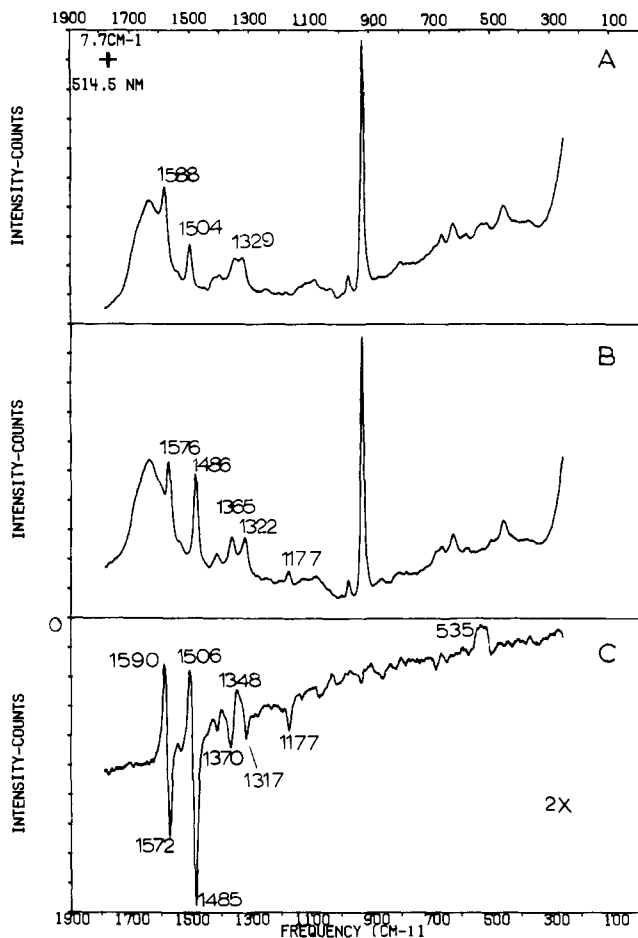 1900 1700 1500 1300 1100 900 700 500 300 100
7.7CM-1
+
514.5 NM
A
INTENSITY-COUNTS
1588
1504
1329
B
INTENSITY-COUNTS
1576
1486
1365
1322
1177
0
C
INTENSITY-COUNTS
535
1590
1506
1348
1177
1370
1317
1572
2X
1485
1900 1700 1500 1300 1100 900 700 500 300 100
FREQUENCY (CM-1)